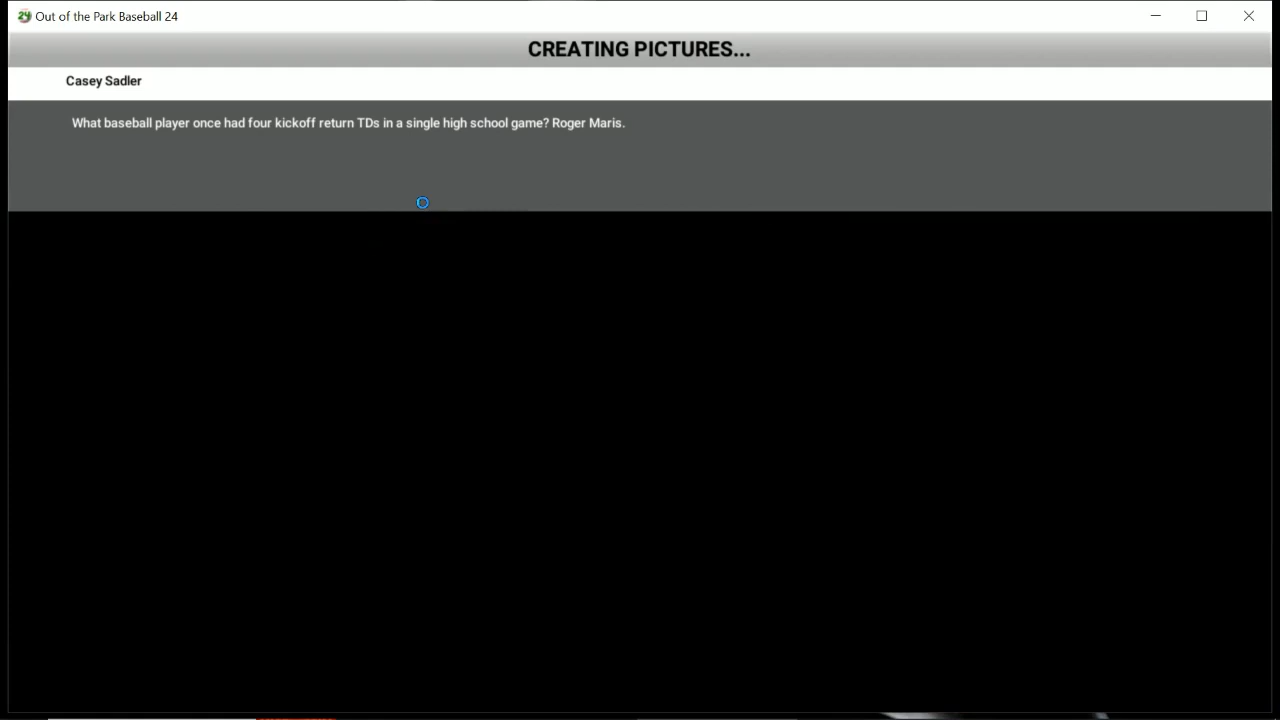 24 Out of the Park Baseball 24
CREATING PICTURES...
Casey Sadler
What baseball player once had four kickoff return TDs in a single high school game? Roger Maris.